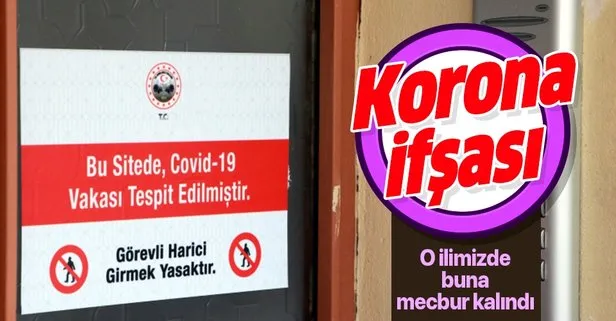 T.C.
Bu Sitede, Covid-19
Vakası Tespit Edilmiştir.
Görevli Harici
Girmek Yasaktır.
Korona
ifşası
O ilimizde
buna
mecbur kalındı